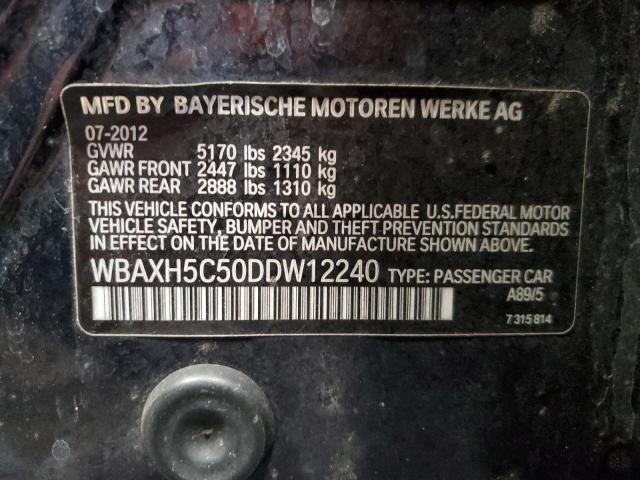 MFD BY BAYERISCHE MOTOREN WERKE AG
07-2012
GVWR 5170 lbs 2345 kg
GAWR FRONT 2447 lbs 1110 kg
GAWR REAR 2888 lbs 1310 kg
THIS VEHICLE CONFORMS TO ALL APPLICABLE U.S.FEDERAL MOTOR
VEHICLE SAFETY, BUMPER AND THEFT PREVENTION STANDARDS
IN EFFECT ON THE DATE OF MANUFACTURE SHOWN ABOVE.
WBAXH5C50DDW12240 TYPE: PASSENGER CAR
A89/5
7 315 814